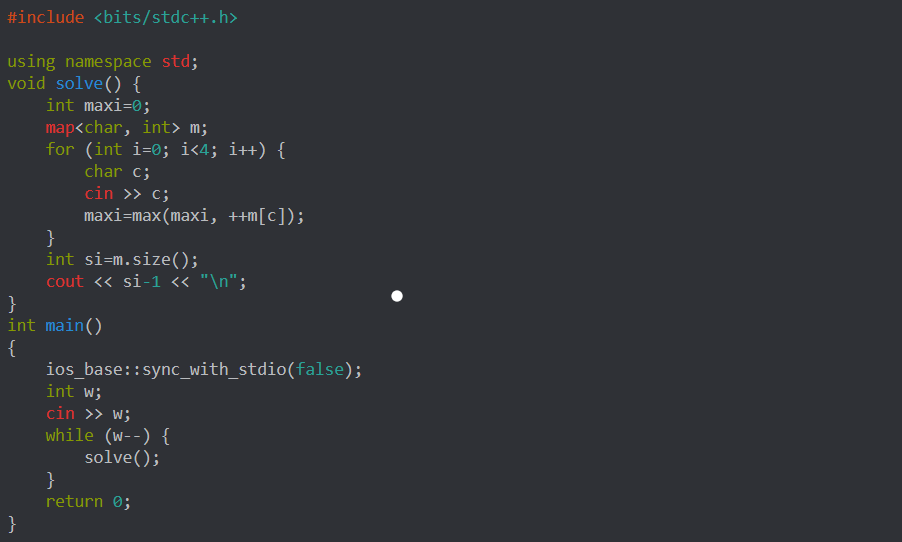 #include <bits/stdc++.h>

using namespace std;
void solve() {
    int maxi=0;
    map<char, int> m;
    for (int i=0; i<4; i++) {
        char c;
        cin >> c;
        maxi=max(maxi, ++m[c]);
    }
    int si=m.size();
    cout << si-1 << "\n";
}
int main()
{
    ios_base::sync_with_stdio(false);
    int w;
    cin >> w;
    while (w--) {
        solve();
    }
    return 0;
}